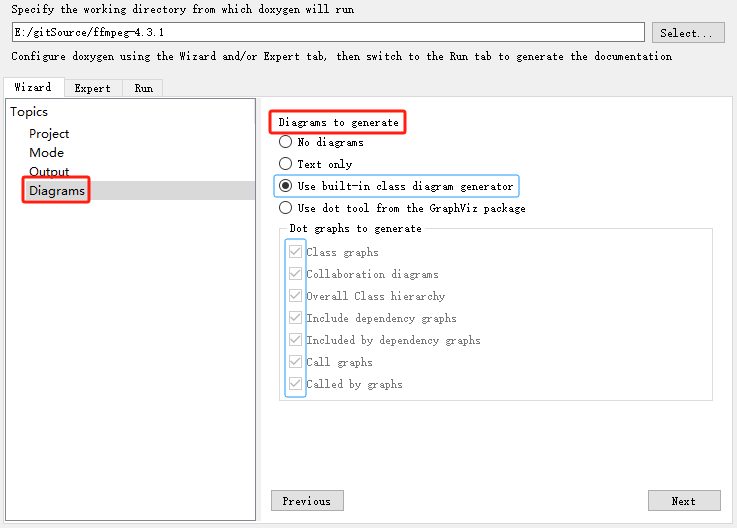 Specify the working directory from which doxygen will run
E:/gitSource/ffmpeg-4.3.1
Select...
Configure doxygen using the Wizard and/or Expert tab, then switch to the Run tab to generate the documentation
Wizard
Expert
Run
Topics
Project
Mode
Output
Diagrams
Diagrams to generate
No diagrams
Text only
Use built-in class diagram generator
Use dot tool from the GraphViz package
Dot graphs to generate
Class graphs
Collaboration diagrams
Overall Class hierarchy
Include dependency graphs
Included by dependency graphs
Call graphs
Called by graphs
Previous
Next